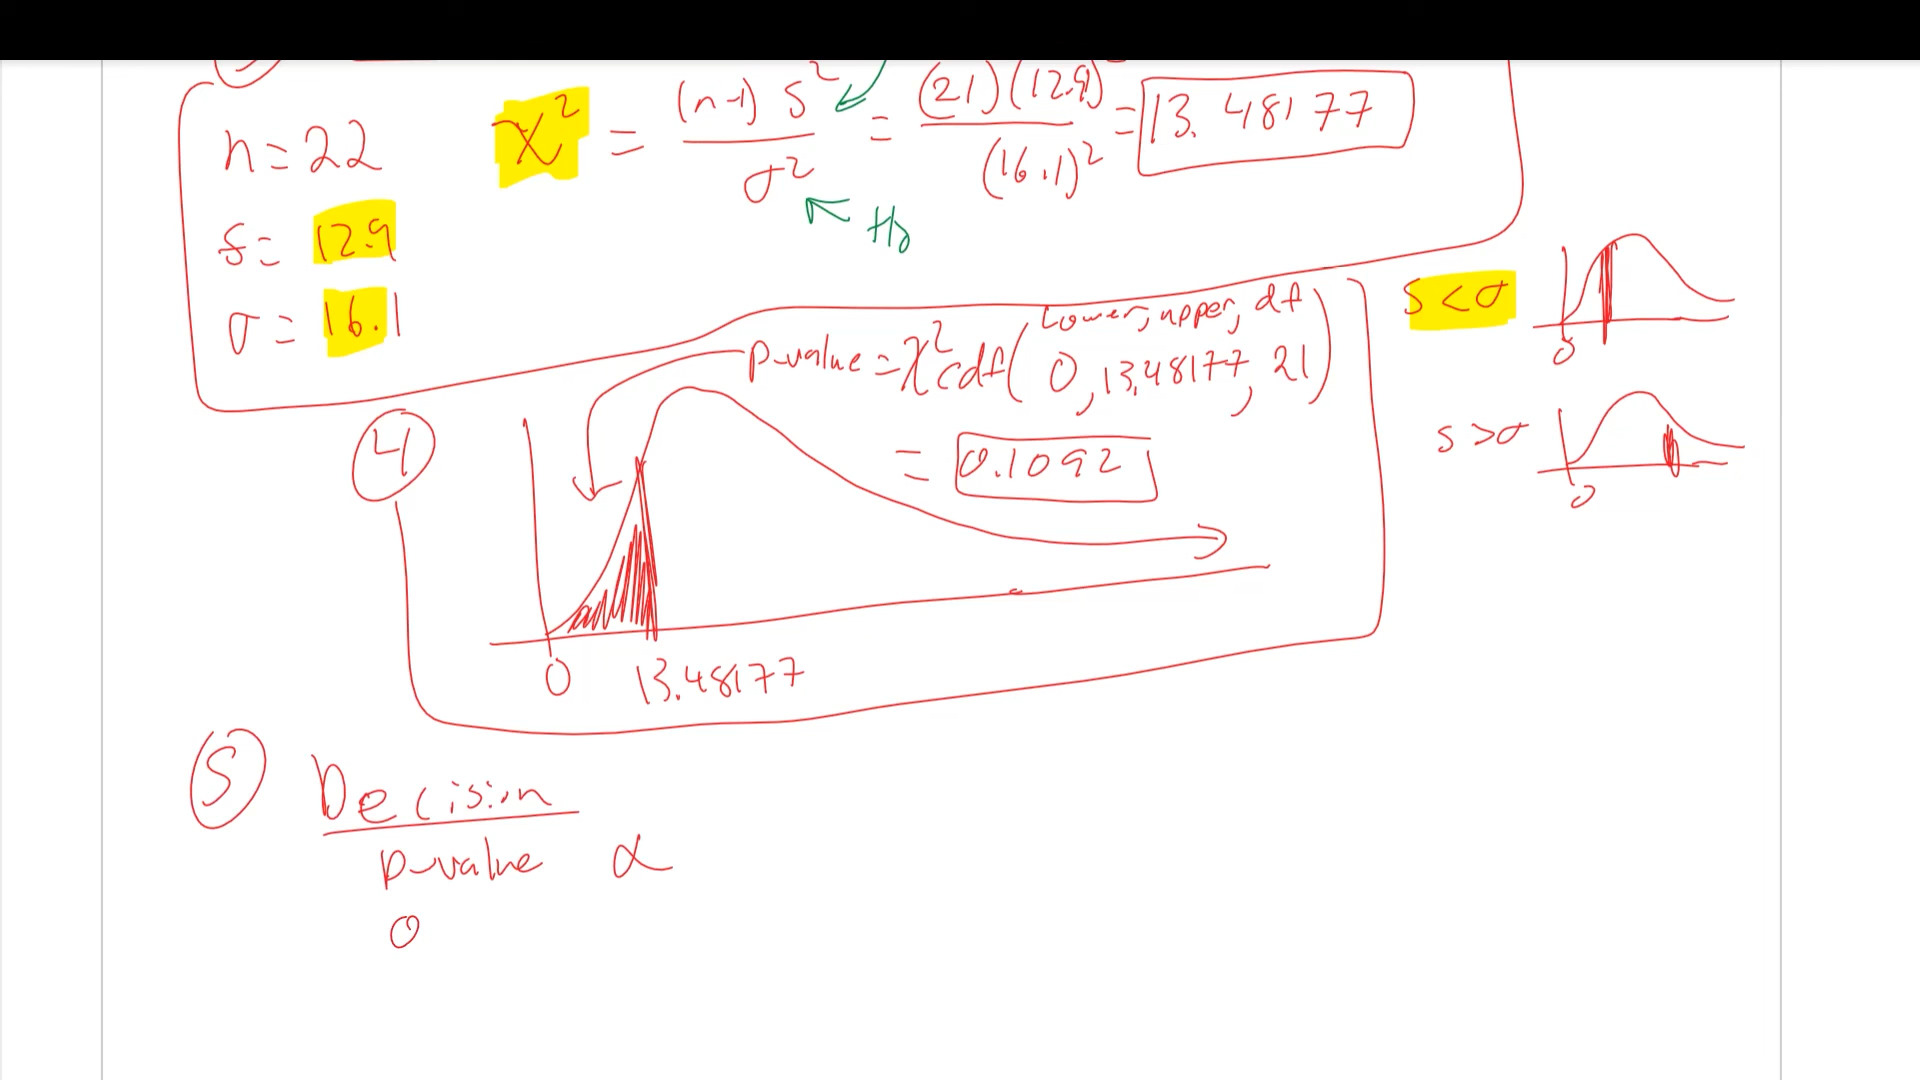 n=22 χ² = (n-1) s² / σ² = (21)(12.9)² / (16.1)² = 13.48177
s= 12.9
H₀
σ= 16.1
s<σ
0
Lower, upper, df
p-value = χ²cdf( 0, 13.48177, 21)
4
= 0.1092
s>σ
0
0 13.48177
5 Decision
p-value α
0